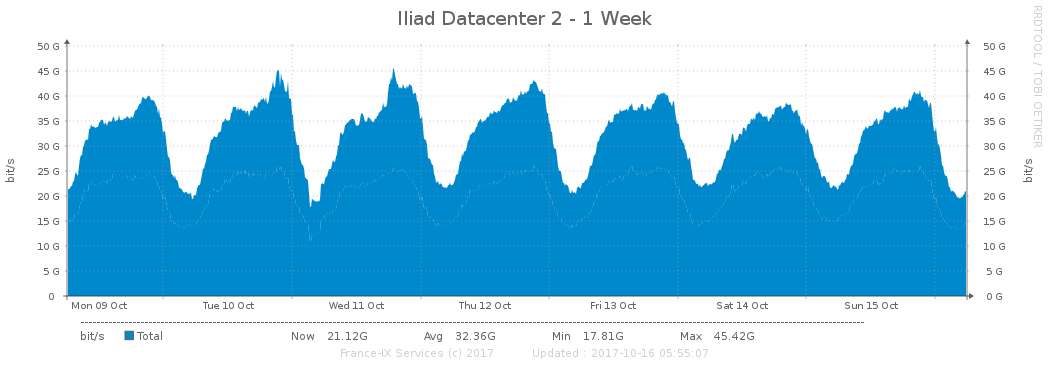 Iliad Datacenter 2 - 1 Week
RRDTOOL / TOBI OETIKER
50 G 50 G
45 G 45 G
40 G 40 G
35 G 35 G
30 G 30 G
25 G 25 G
20 G 20 G
15 G 15 G
10 G 10 G
5 G 5 G
0 0 G
bit/s
bit/s
Mon 09 Oct Tue 10 Oct Wed 11 Oct Thu 12 Oct Fri 13 Oct Sat 14 Oct Sun 15 Oct
bit/s Total Now 21.12G Avg 32.36G Min 17.81G Max 45.42G
France-IX Services (c) 2017 Updated : 2017-10-16 05:55:07